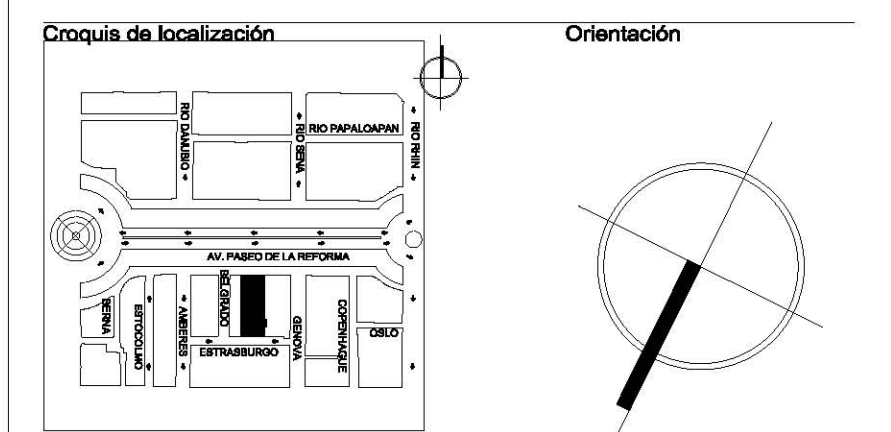 Croquis de localización
Orientación
RIO DANUBIO
RIO SENA
RIO PAPALOAPAN
RIO RHIN
AV. PASEO DE LA REFORMA
BERNA
ESTOCOLMO
AMBERES
BELGRADO
ESTRASBURGO
GENOVA
COPENHAGUE
OSLO